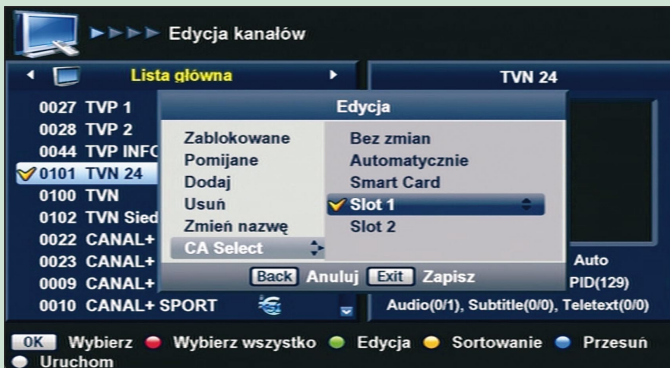 Edycja kanałów
Lista główna
TVN 24
0027 TVP 1
0028 TVP 2
0044 TVP INFO
0101 TVN 24
0100 TVN
0102 TVN Sied
0022 CANAL+
0023 CANAL+
0009 CANAL+
0010 CANAL+ SPORT
Edycja
Zablokowane
Pomijane
Dodaj
Usuń
Zmień nazwę
CA Select
Bez zmian
Automatycznie
Smart Card
Slot 1
Slot 2
Back Anuluj Exit Zapisz
Auto
PID(129)
Audio(0/1), Subtitle(0/0), Teletext(0/0)
OK Wybierz Wybierz wszystko Edycja Sortowanie Przesuń
Uruchom